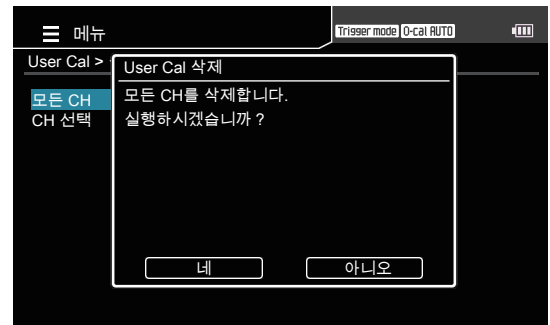 메뉴
Trigger mode 0-cal AUTO
User Cal >
User Cal 삭제
모든 CH
CH 선택
모든 CH를 삭제합니다.
실행하시겠습니까 ?
네
아니오